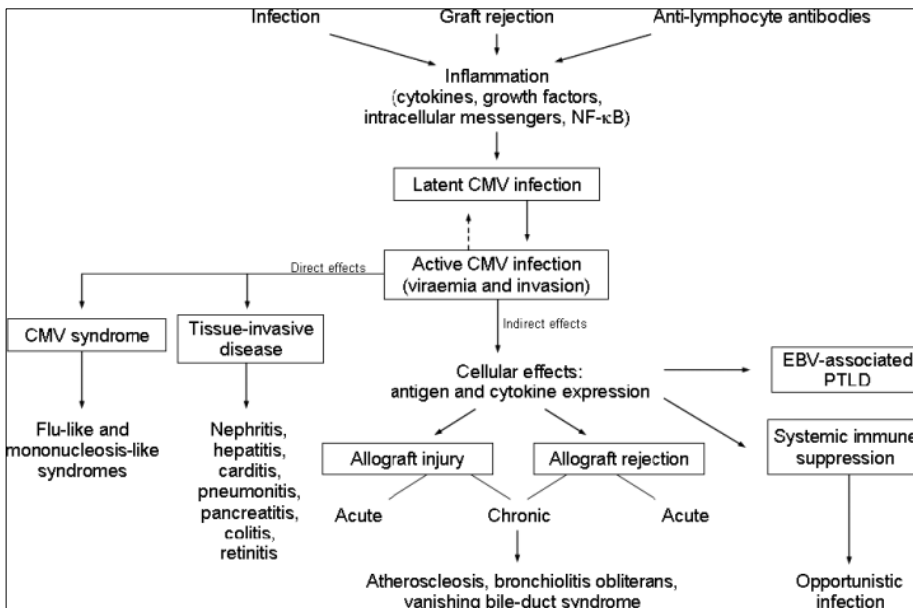 Infection
Graft rejection
Anti-lymphocyte antibodies
Inflammation
(cytokines, growth factors,
intracellular messengers, NF-κB)
Latent CMV infection
Direct effects
Active CMV infection
(viraemia and invasion)
Indirect effects
CMV syndrome
Tissue-invasive
disease
Cellular effects:
antigen and cytokine expression
EBV-associated
PTLD
Flu-like and
mononucleosis-like
syndromes
Nephritis,
hepatitis,
carditis,
pneumonitis,
pancreatitis,
colitis,
retinitis
Allograft injury
Allograft rejection
Systemic immune
suppression
Acute
Chronic
Acute
Atheroscleosis, bronchiolitis obliterans,
vanishing bile-duct syndrome
Opportunistic
infection